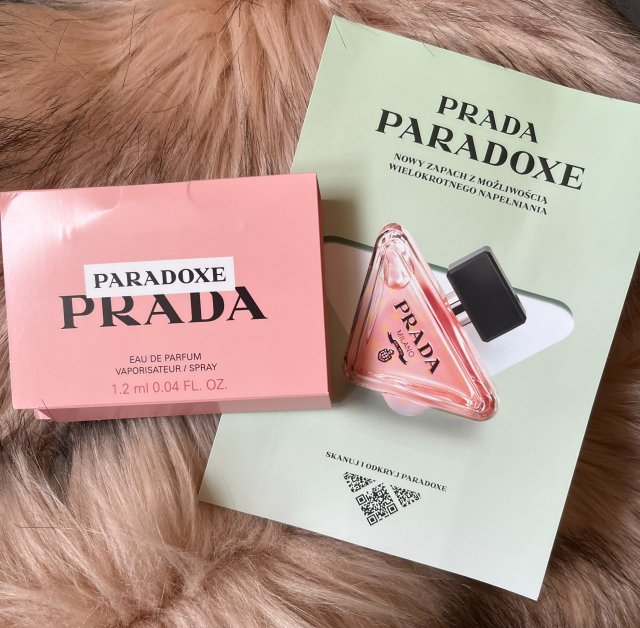 PARADOXE
PRADA
EAU DE PARFUM
VAPORISATEUR / SPRAY
1.2 ml 0.04 FL. OZ.
PRADA
PARADOXE
NOWY ZAPACH Z MOŻLIWOŚCIĄ
WIELOKROTNEGO NAPEŁNIANIA
PRADA
MILANO
SKANUJ I ODKRYJ PARADOXE